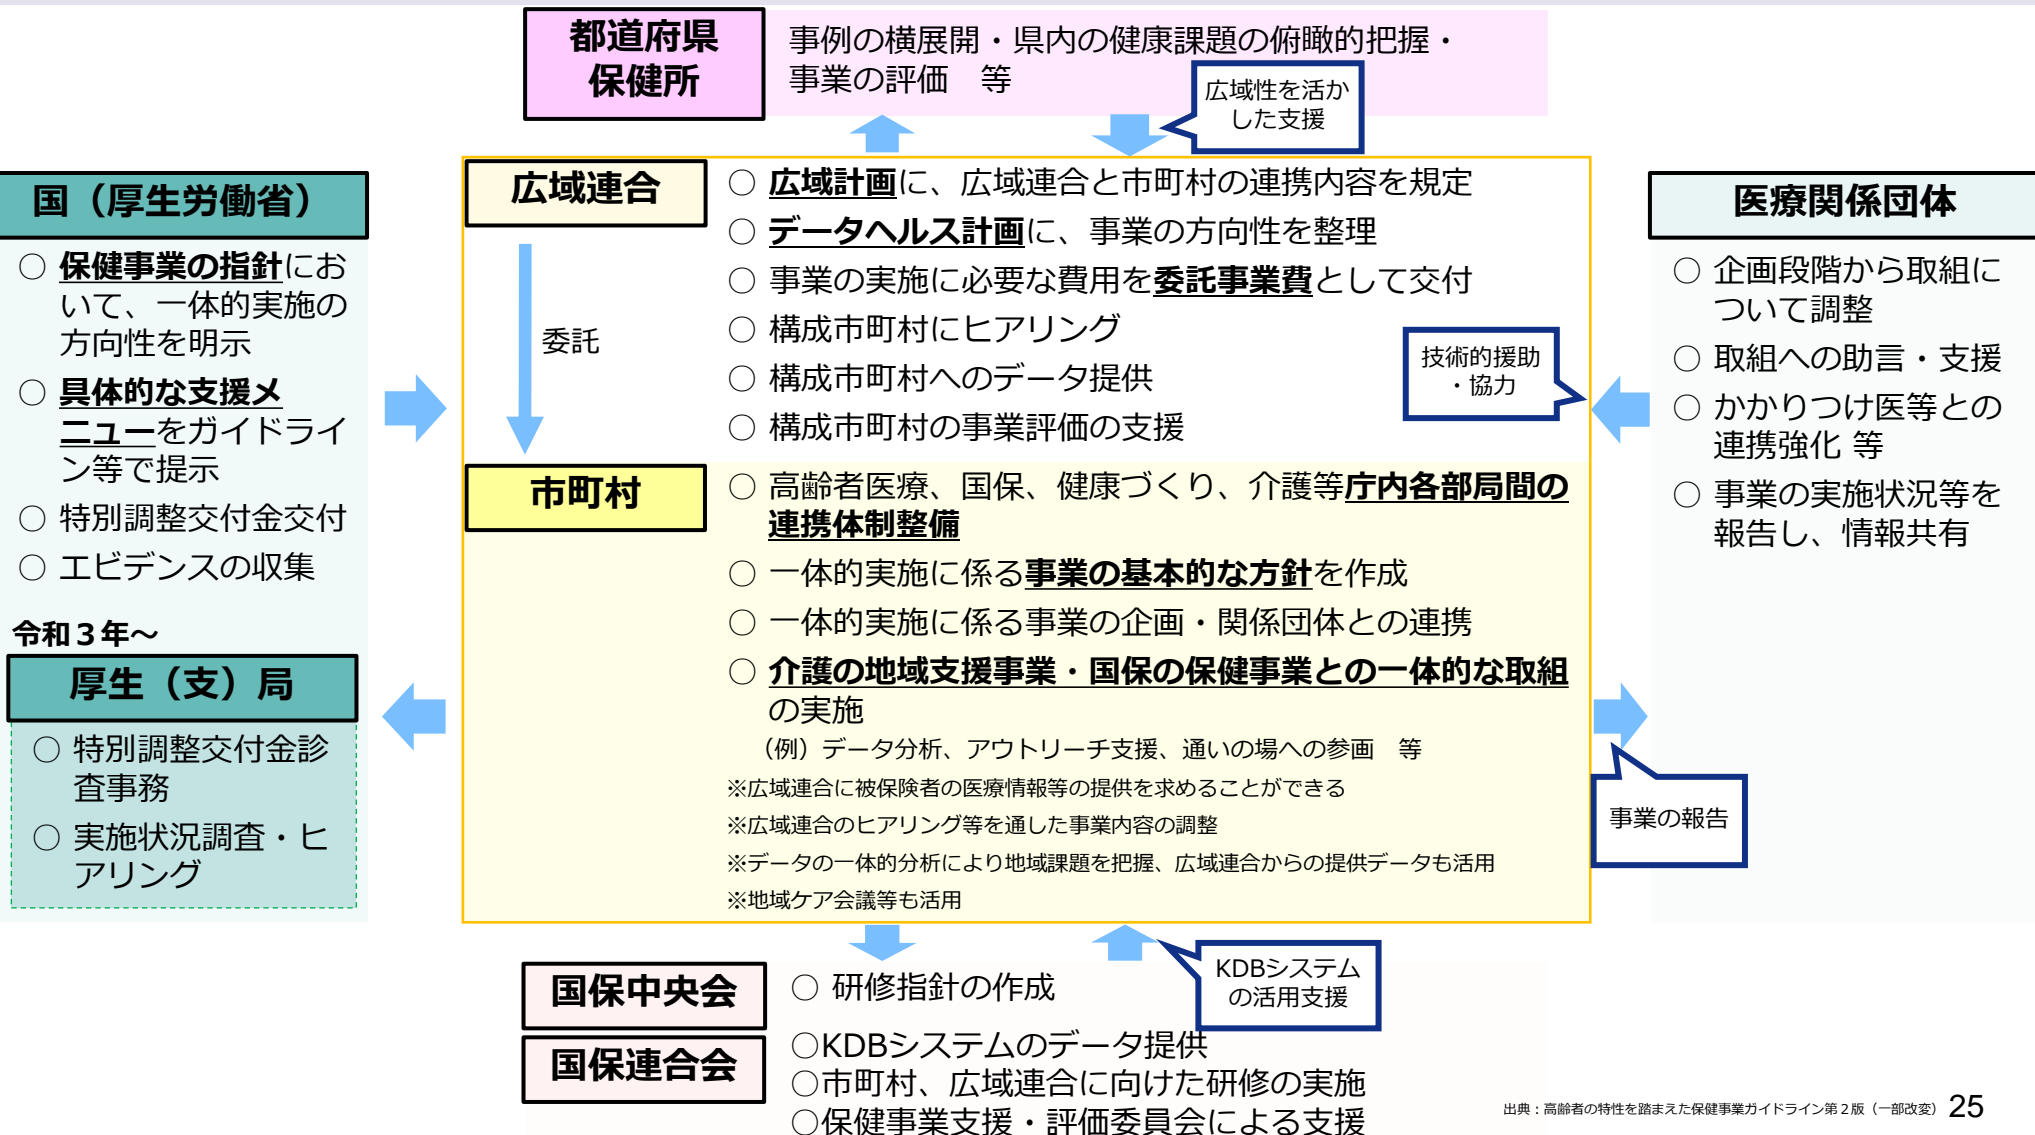 都道府県
保健所
事例の横展開・県内の健康課題の俯瞰的把握・
事業の評価　等
広域性を活か
した支援
国（厚生労働省）
○ 保健事業の指針にお
いて、一体的実施の
方向性を明示
○ 具体的な支援メ
ニューをガイドライ
ン等で提示
○ 特別調整交付金交付
○ エビデンスの収集
令和３年～
厚生（支）局
○ 特別調整交付金診
査事務
○ 実施状況調査・ヒ
アリング
広域連合
○ 広域計画に、広域連合と市町村の連携内容を規定
○ データヘルス計画に、事業の方向性を整理
○ 事業の実施に必要な費用を委託事業費として交付
○ 構成市町村にヒアリング
○ 構成市町村へのデータ提供
○ 構成市町村の事業評価の支援
委託
技術的援助
・協力
市町村
○ 高齢者医療、国保、健康づくり、介護等庁内各部局間の
連携体制整備
○ 一体的実施に係る事業の基本的な方針を作成
○ 一体的実施に係る事業の企画・関係団体との連携
○ 介護の地域支援事業・国保の保健事業との一体的な取組
の実施
（例）データ分析、アウトリーチ支援、通いの場への参画　等
※広域連合に被保険者の医療情報等の提供を求めることができる
※広域連合のヒアリング等を通した事業内容の調整
※データの一体的分析により地域課題を把握、広域連合からの提供データも活用
※地域ケア会議等も活用
医療関係団体
○ 企画段階から取組に
ついて調整
○ 取組への助言・支援
○ かかりつけ医等との
連携強化 等
○ 事業の実施状況等を
報告し、情報共有
事業の報告
国保中央会
○ 研修指針の作成
KDBシステム
の活用支援
国保連合会
○KDBシステムのデータ提供
○市町村、広域連合に向けた研修の実施
○保健事業支援・評価委員会による支援
出典：高齢者の特性を踏まえた保健事業ガイドライン第２版（一部改変）
25